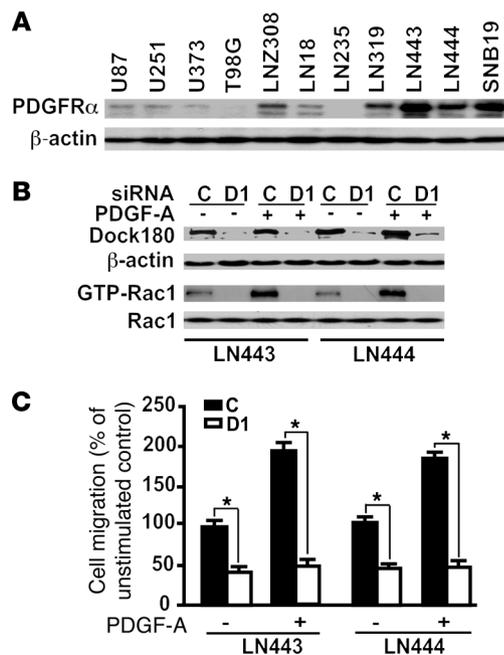 A
U87 U251 U373 T98G LNZ308 LN18 LN235 LN319 LN443 LN444 SNB19
PDGFRα
β-actin
B
siRNA C D1 C D1 C D1 C D1
PDGF-A - - + + - - + +
Dock180
β-actin
GTP-Rac1
Rac1
LN443 LN444
C
Cell migration (% of
unstimulated control)
250
200
150
100
50
0
C
D1
* * * *
PDGF-A - + - +
LN443 LN444